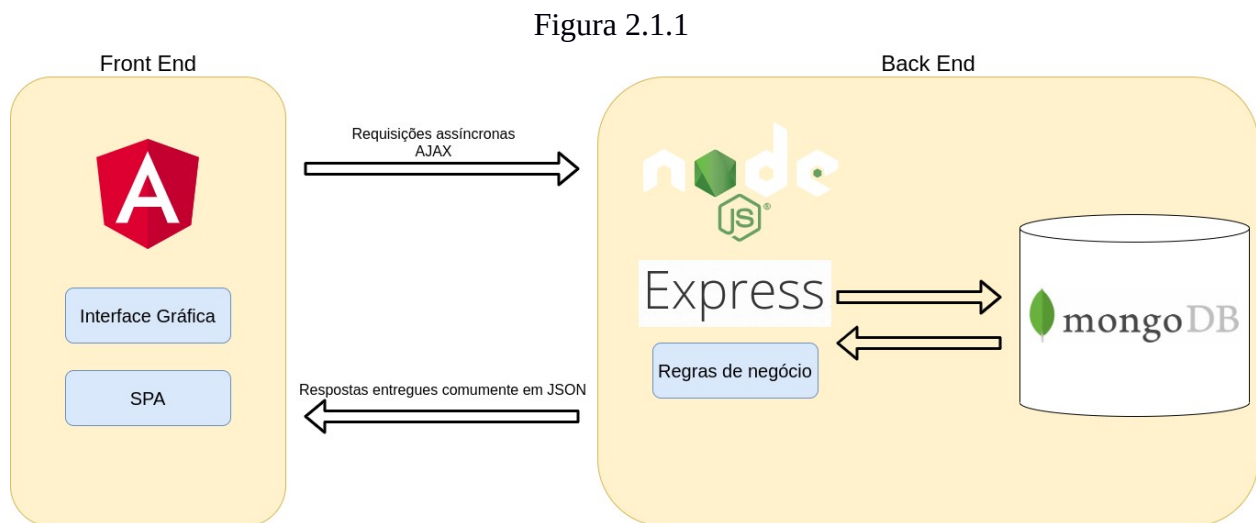 Figura 2.1.1
Front End
Back End
Requisições assíncronas
AJAX
A
node
JS®
Express
mongoDB
Interface Gráfica
SPA
Regras de negócio
Respostas entregues comumente em JSON